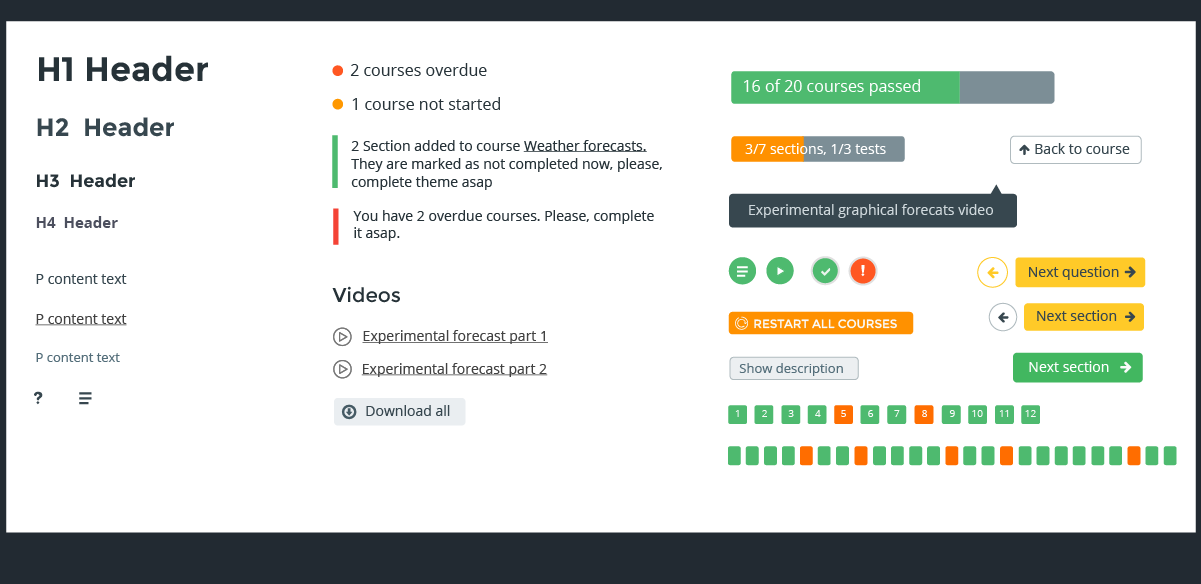 H1 Header
H2 Header
H3 Header
H4 Header
P content text
P content text
P content text
?
2 courses overdue
1 course not started
2 Section added to course Weather forecasts.
They are marked as not completed now, please,
complete theme asap
You have 2 overdue courses. Please, complete
it asap.
Videos
Experimental forecast part 1
Experimental forecast part 2
Download all
16 of 20 courses passed
3/7 sections, 1/3 tests
Back to course
Experimental graphical forecats video
!
Next question
RESTART ALL COURSES
Next section
Show description
Next section
1 2 3 4 5 6 7 8 9 10 11 12